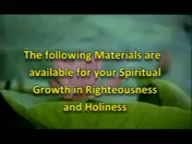 The following Materials are
available for your Spiritual
Growth in Righteousness
and Holiness